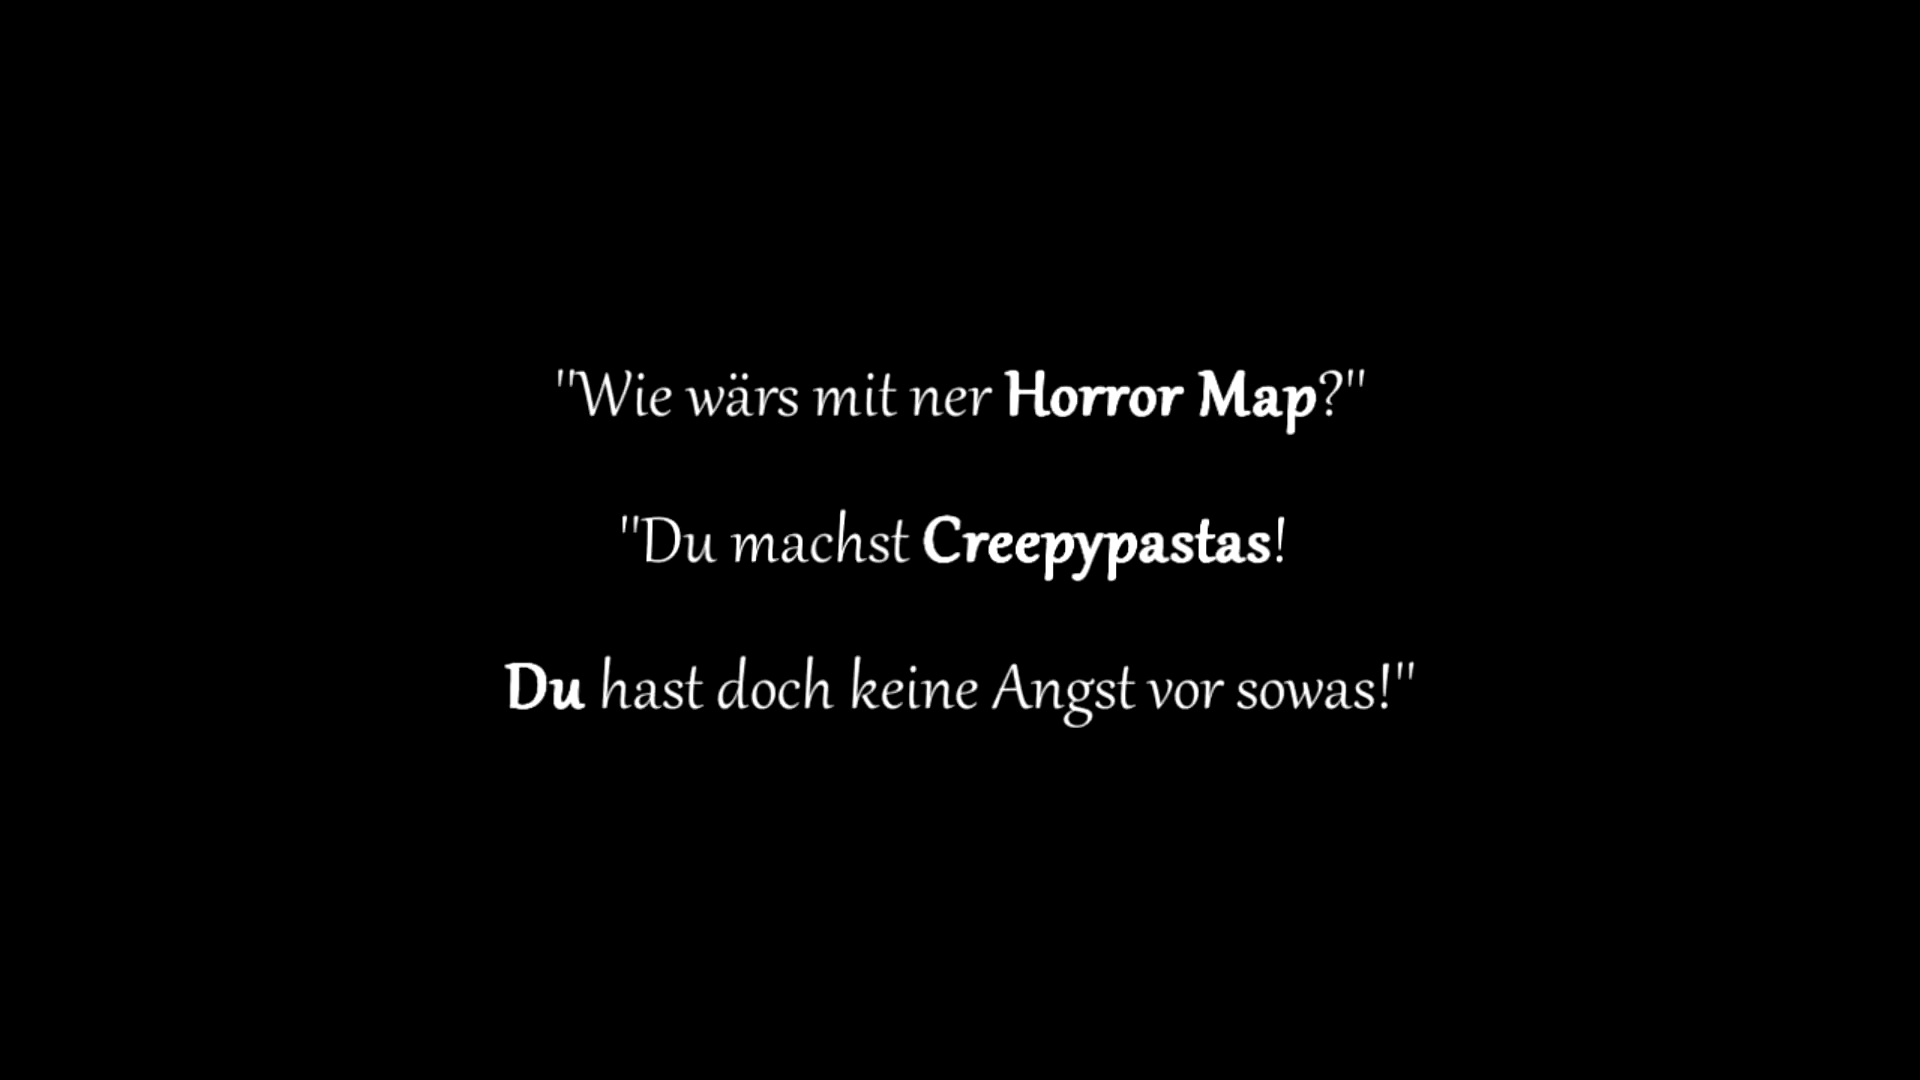 "Wie wärs mit ner Horror Map?"
"Du machst Creepypastas!
Du hast doch keine Angst vor sowas!"